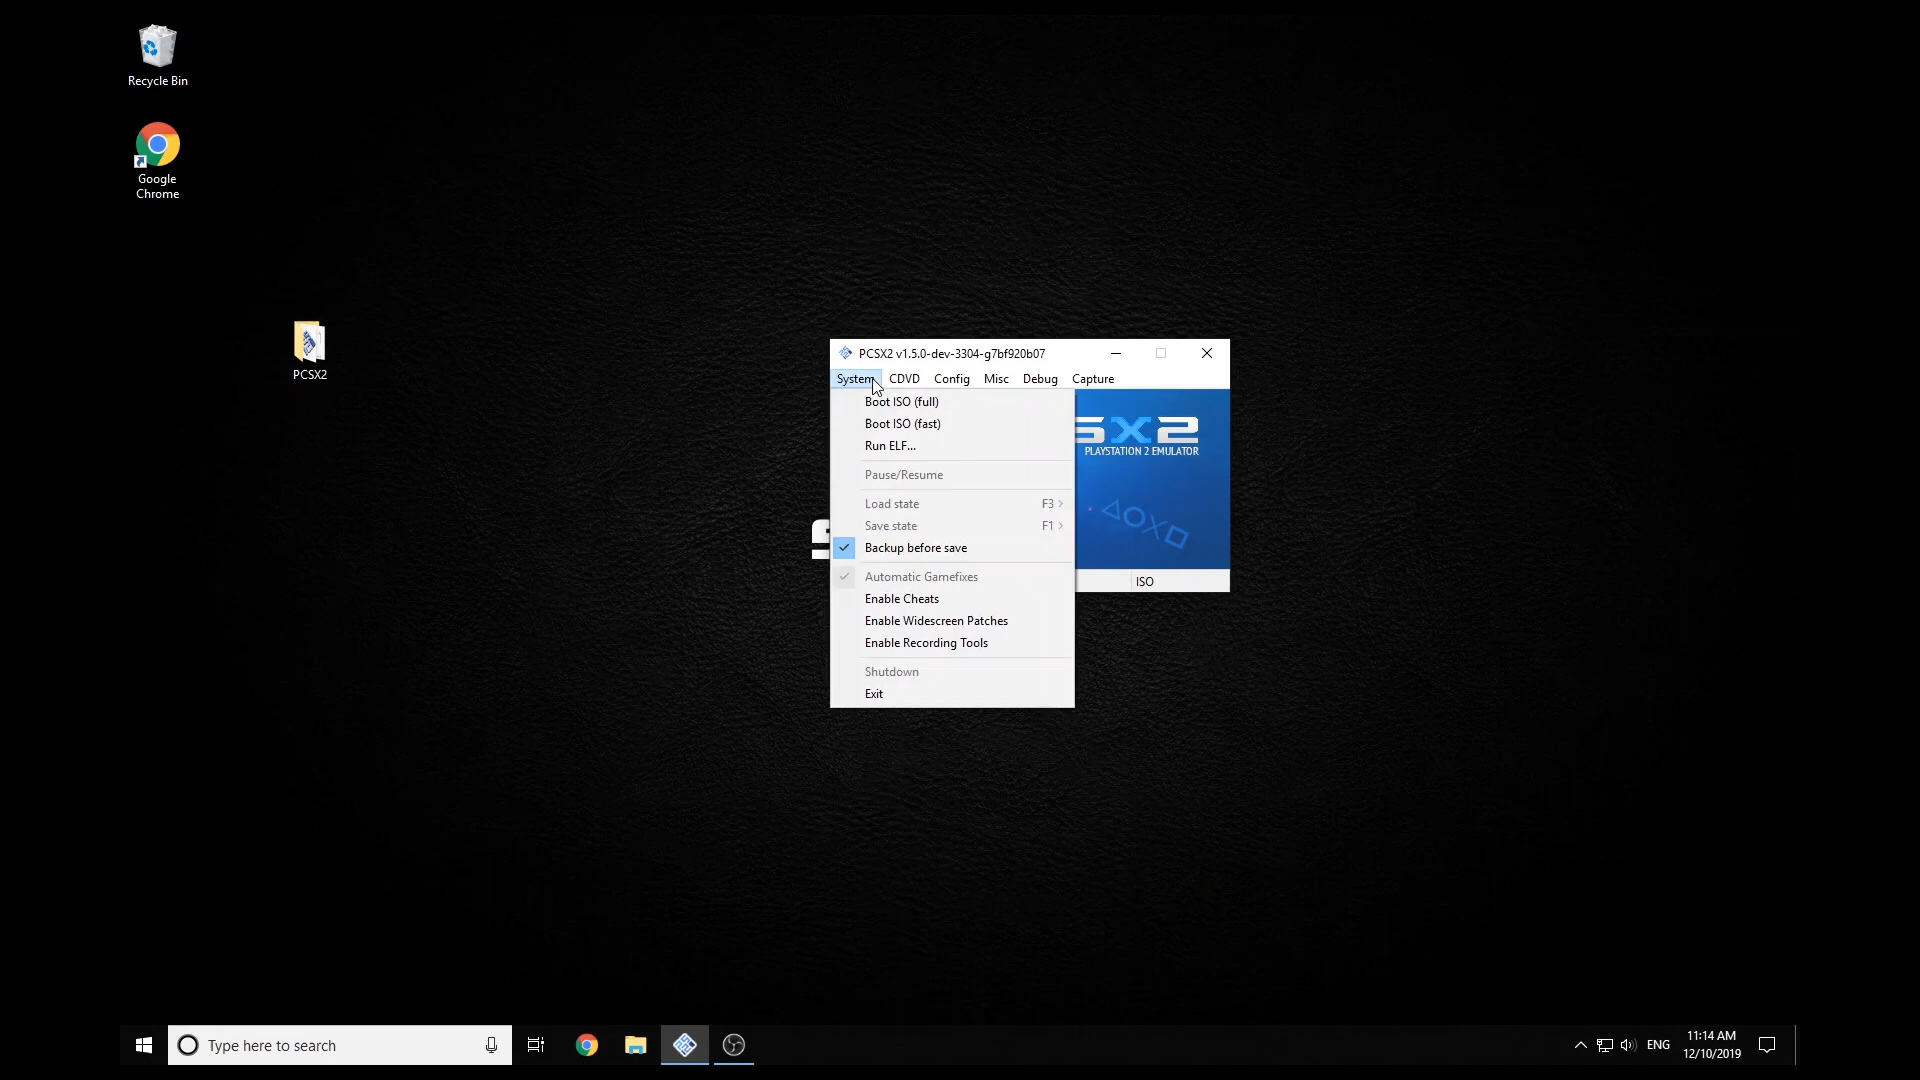 Recycle Bin
Google
Chrome
PCSX2
PCSX2 v1.5.0-dev-3304-g7bf920b07
System CDVD Config Misc Debug Capture
Boot ISO (full)
Boot ISO (fast)
Run ELF...
Pause/Resume
Load state F3
Save state F1
Backup before save
Automatic Gamefixes
Enable Cheats
Enable Widescreen Patches
Enable Recording Tools
Shutdown
Exit
SX2
PLAYSTATION 2 EMULATOR
ISO
Type here to search
ENG
11:14 AM
12/10/2019